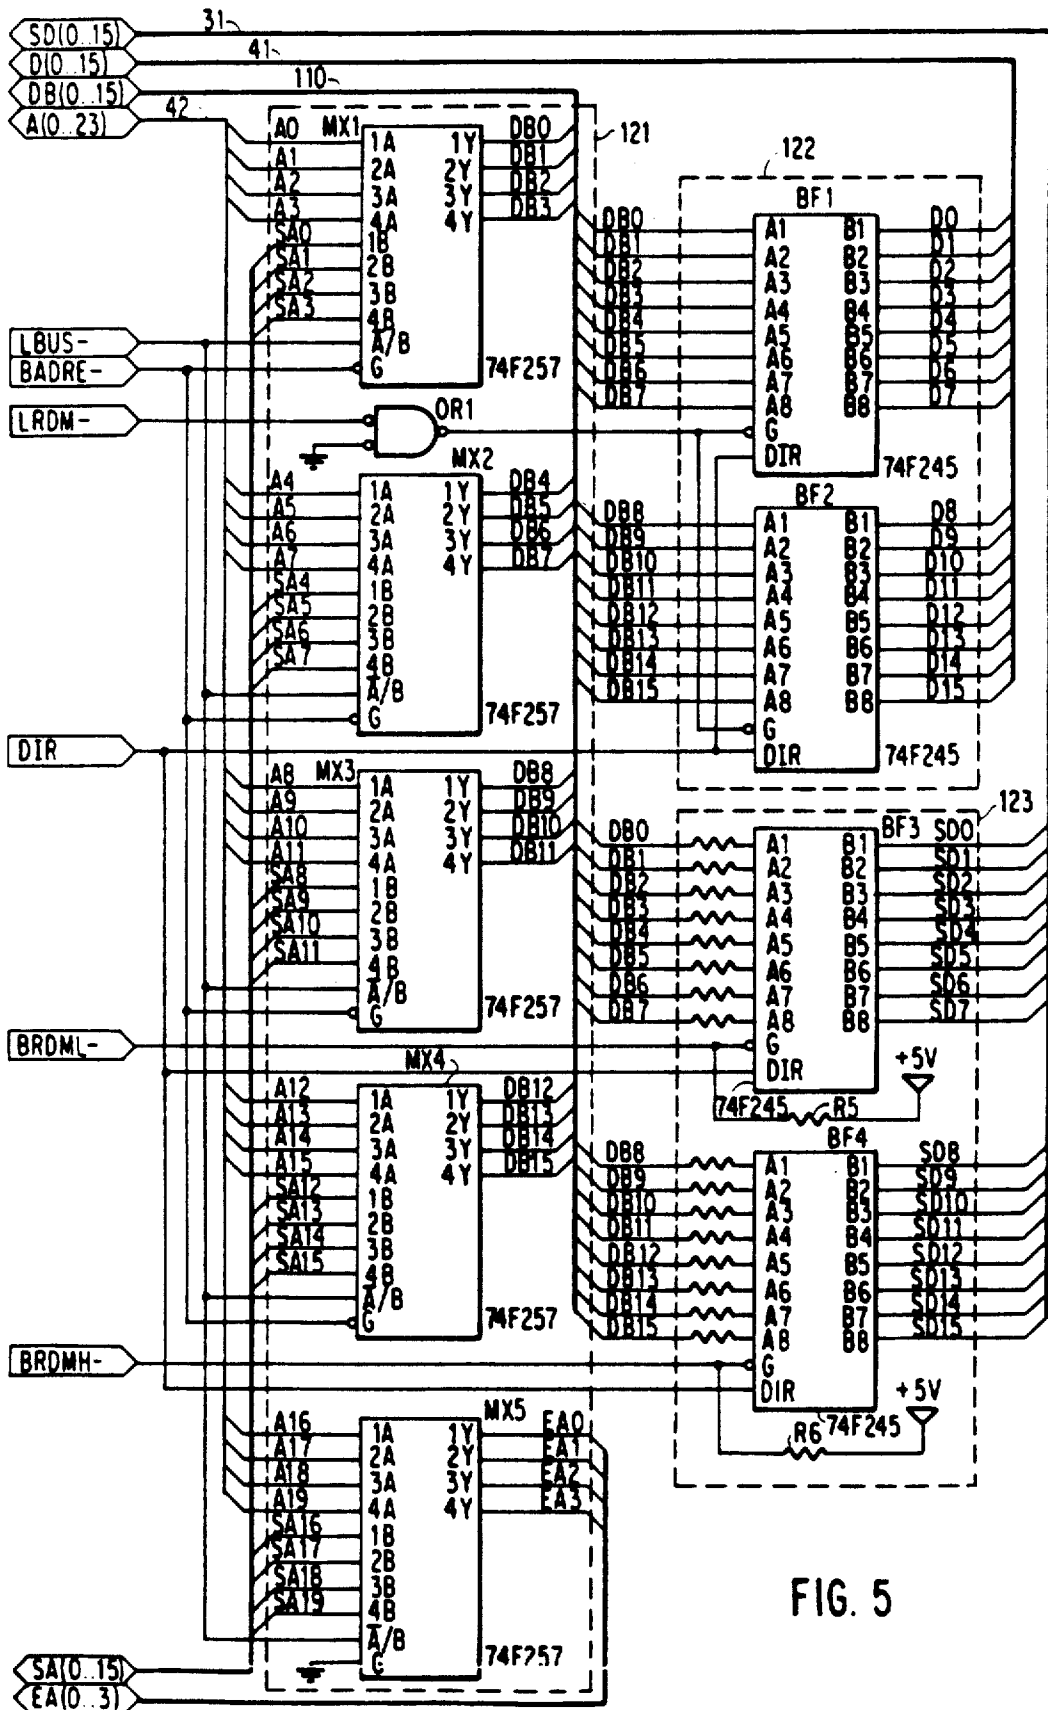 31
SD(0..15)
41
D(0..15)
110
DB(0..15)
42
A(0..23)
121
122
123
LBUS-
BADRE-
LRDM-
DIR
BRDML-
BRDMH-
SA(0..15)
EA(0..3)
MX1
A0 1A 1Y DB0
A1 2A 2Y DB1
A2 3A 3Y DB2
A3 4A 4Y DB3
SA0 1B
SA1 2B
SA2 3B
SA3 4B
A̅/B
G
74F257
OR1
MX2
A4 1A 1Y DB4
A5 2A 2Y DB5
A6 3A 3Y DB6
A7 4A 4Y DB7
SA4 1B
SA5 2B
SA6 3B
SA7 4B
A̅/B
G
74F257
MX3
A8 1A 1Y DB8
A9 2A 2Y DB9
A10 3A 3Y DB10
A11 4A 4Y DB11
SA8 1B
SA9 2B
SA10 3B
SA11 4B
A̅/B
G
74F257
MX4
A12 1A 1Y DB12
A13 2A 2Y DB13
A14 3A 3Y DB14
A15 4A 4Y DB15
SA12 1B
SA13 2B
SA14 3B
SA15 4B
A̅/B
G
74F257
MX5
A16 1A 1Y EA0
A17 2A 2Y EA1
A18 3A 3Y EA2
A19 4A 4Y EA3
SA16 1B
SA17 2B
SA18 3B
SA19 4B
A̅/B
G
74F257
BF1
DB0 A1 B1 D0
DB1 A2 B2 D1
DB2 A3 B3 D2
DB3 A4 B4 D3
DB4 A5 B5 D4
DB5 A6 B6 D5
DB6 A7 B7 D6
DB7 A8 B8 D7
G
DIR
74F245
BF2
DB8 A1 B1 D8
DB9 A2 B2 D9
DB10 A3 B3 D10
DB11 A4 B4 D11
DB12 A5 B5 D12
DB13 A6 B6 D13
DB14 A7 B7 D14
DB15 A8 B8 D15
G
DIR
74F245
BF3
DB0 A1 B1 SD0
DB1 A2 B2 SD1
DB2 A3 B3 SD2
DB3 A4 B4 SD3
DB4 A5 B5 SD4
DB5 A6 B6 SD5
DB6 A7 B7 SD6
DB7 A8 B8 SD7
G
DIR
+5V
74F245
R5
BF4
DB8 A1 B1 SD8
DB9 A2 B2 SD9
DB10 A3 B3 SD10
DB11 A4 B4 SD11
DB12 A5 B5 SD12
DB13 A6 B6 SD13
DB14 A7 B7 SD14
DB15 A8 B8 SD15
G
DIR
+5V
74F245
R6
FIG. 5